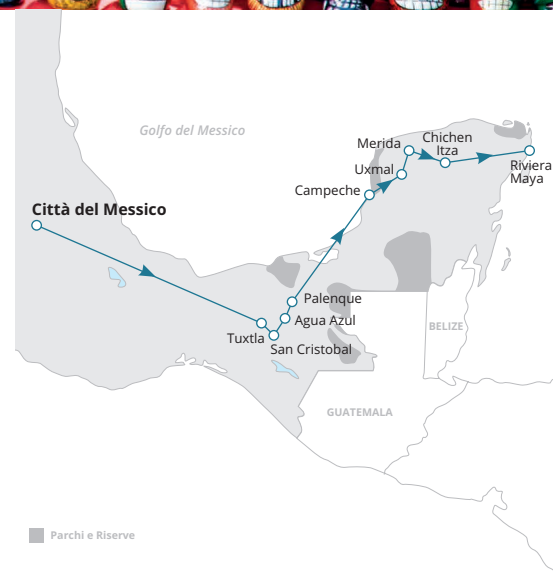 Golfo del Messico
Merida
Chichen
Itza
Uxmal
Riviera
Maya
Campeche
Città del Messico
Palenque
Agua Azul
Tuxtla
San Cristobal
BELIZE
GUATEMALA
Parchi e Riserve